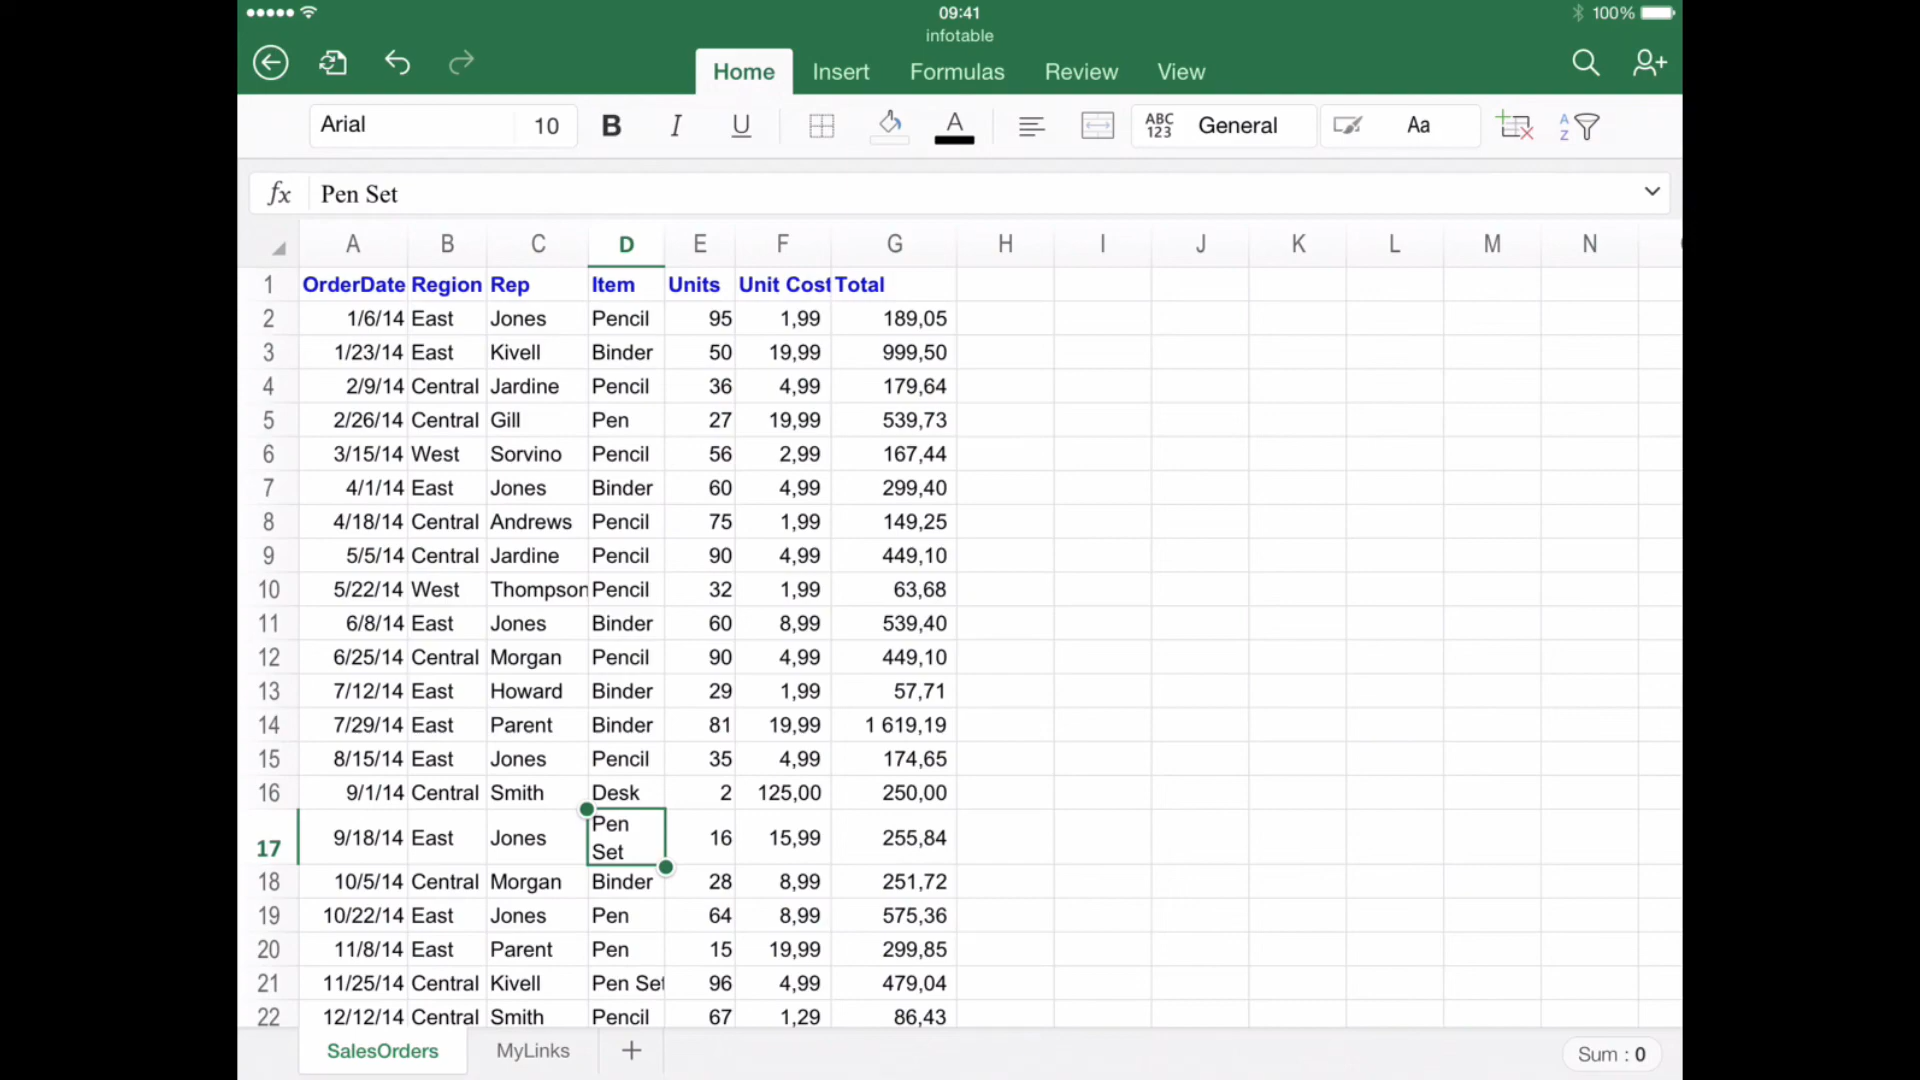 09:41
100%
infotable
Home Insert Formulas Review View
Arial 10 B I U A ABC 123 General Aa A Z
fx Pen Set
A B C D E F G H I J K L M N
1 OrderDate Region Rep Item Units Unit Cost Total
2 1/6/14 East Jones Pencil 95 1,99 189,05
3 1/23/14 East Kivell Binder 50 19,99 999,50
4 2/9/14 Central Jardine Pencil 36 4,99 179,64
5 2/26/14 Central Gill Pen 27 19,99 539,73
6 3/15/14 West Sorvino Pencil 56 2,99 167,44
7 4/1/14 East Jones Binder 60 4,99 299,40
8 4/18/14 Central Andrews Pencil 75 1,99 149,25
9 5/5/14 Central Jardine Pencil 90 4,99 449,10
10 5/22/14 West Thompson Pencil 32 1,99 63,68
11 6/8/14 East Jones Binder 60 8,99 539,40
12 6/25/14 Central Morgan Pencil 90 4,99 449,10
13 7/12/14 East Howard Binder 29 1,99 57,71
14 7/29/14 East Parent Binder 81 19,99 1 619,19
15 8/15/14 East Jones Pencil 35 4,99 174,65
16 9/1/14 Central Smith Desk 2 125,00 250,00
17 9/18/14 East Jones Pen Set 16 15,99 255,84
18 10/5/14 Central Morgan Binder 28 8,99 251,72
19 10/22/14 East Jones Pen 64 8,99 575,36
20 11/8/14 East Parent Pen 15 19,99 299,85
21 11/25/14 Central Kivell Pen Set 96 4,99 479,04
22 12/12/14 Central Smith Pencil 67 1,29 86,43
SalesOrders MyLinks + Sum : 0